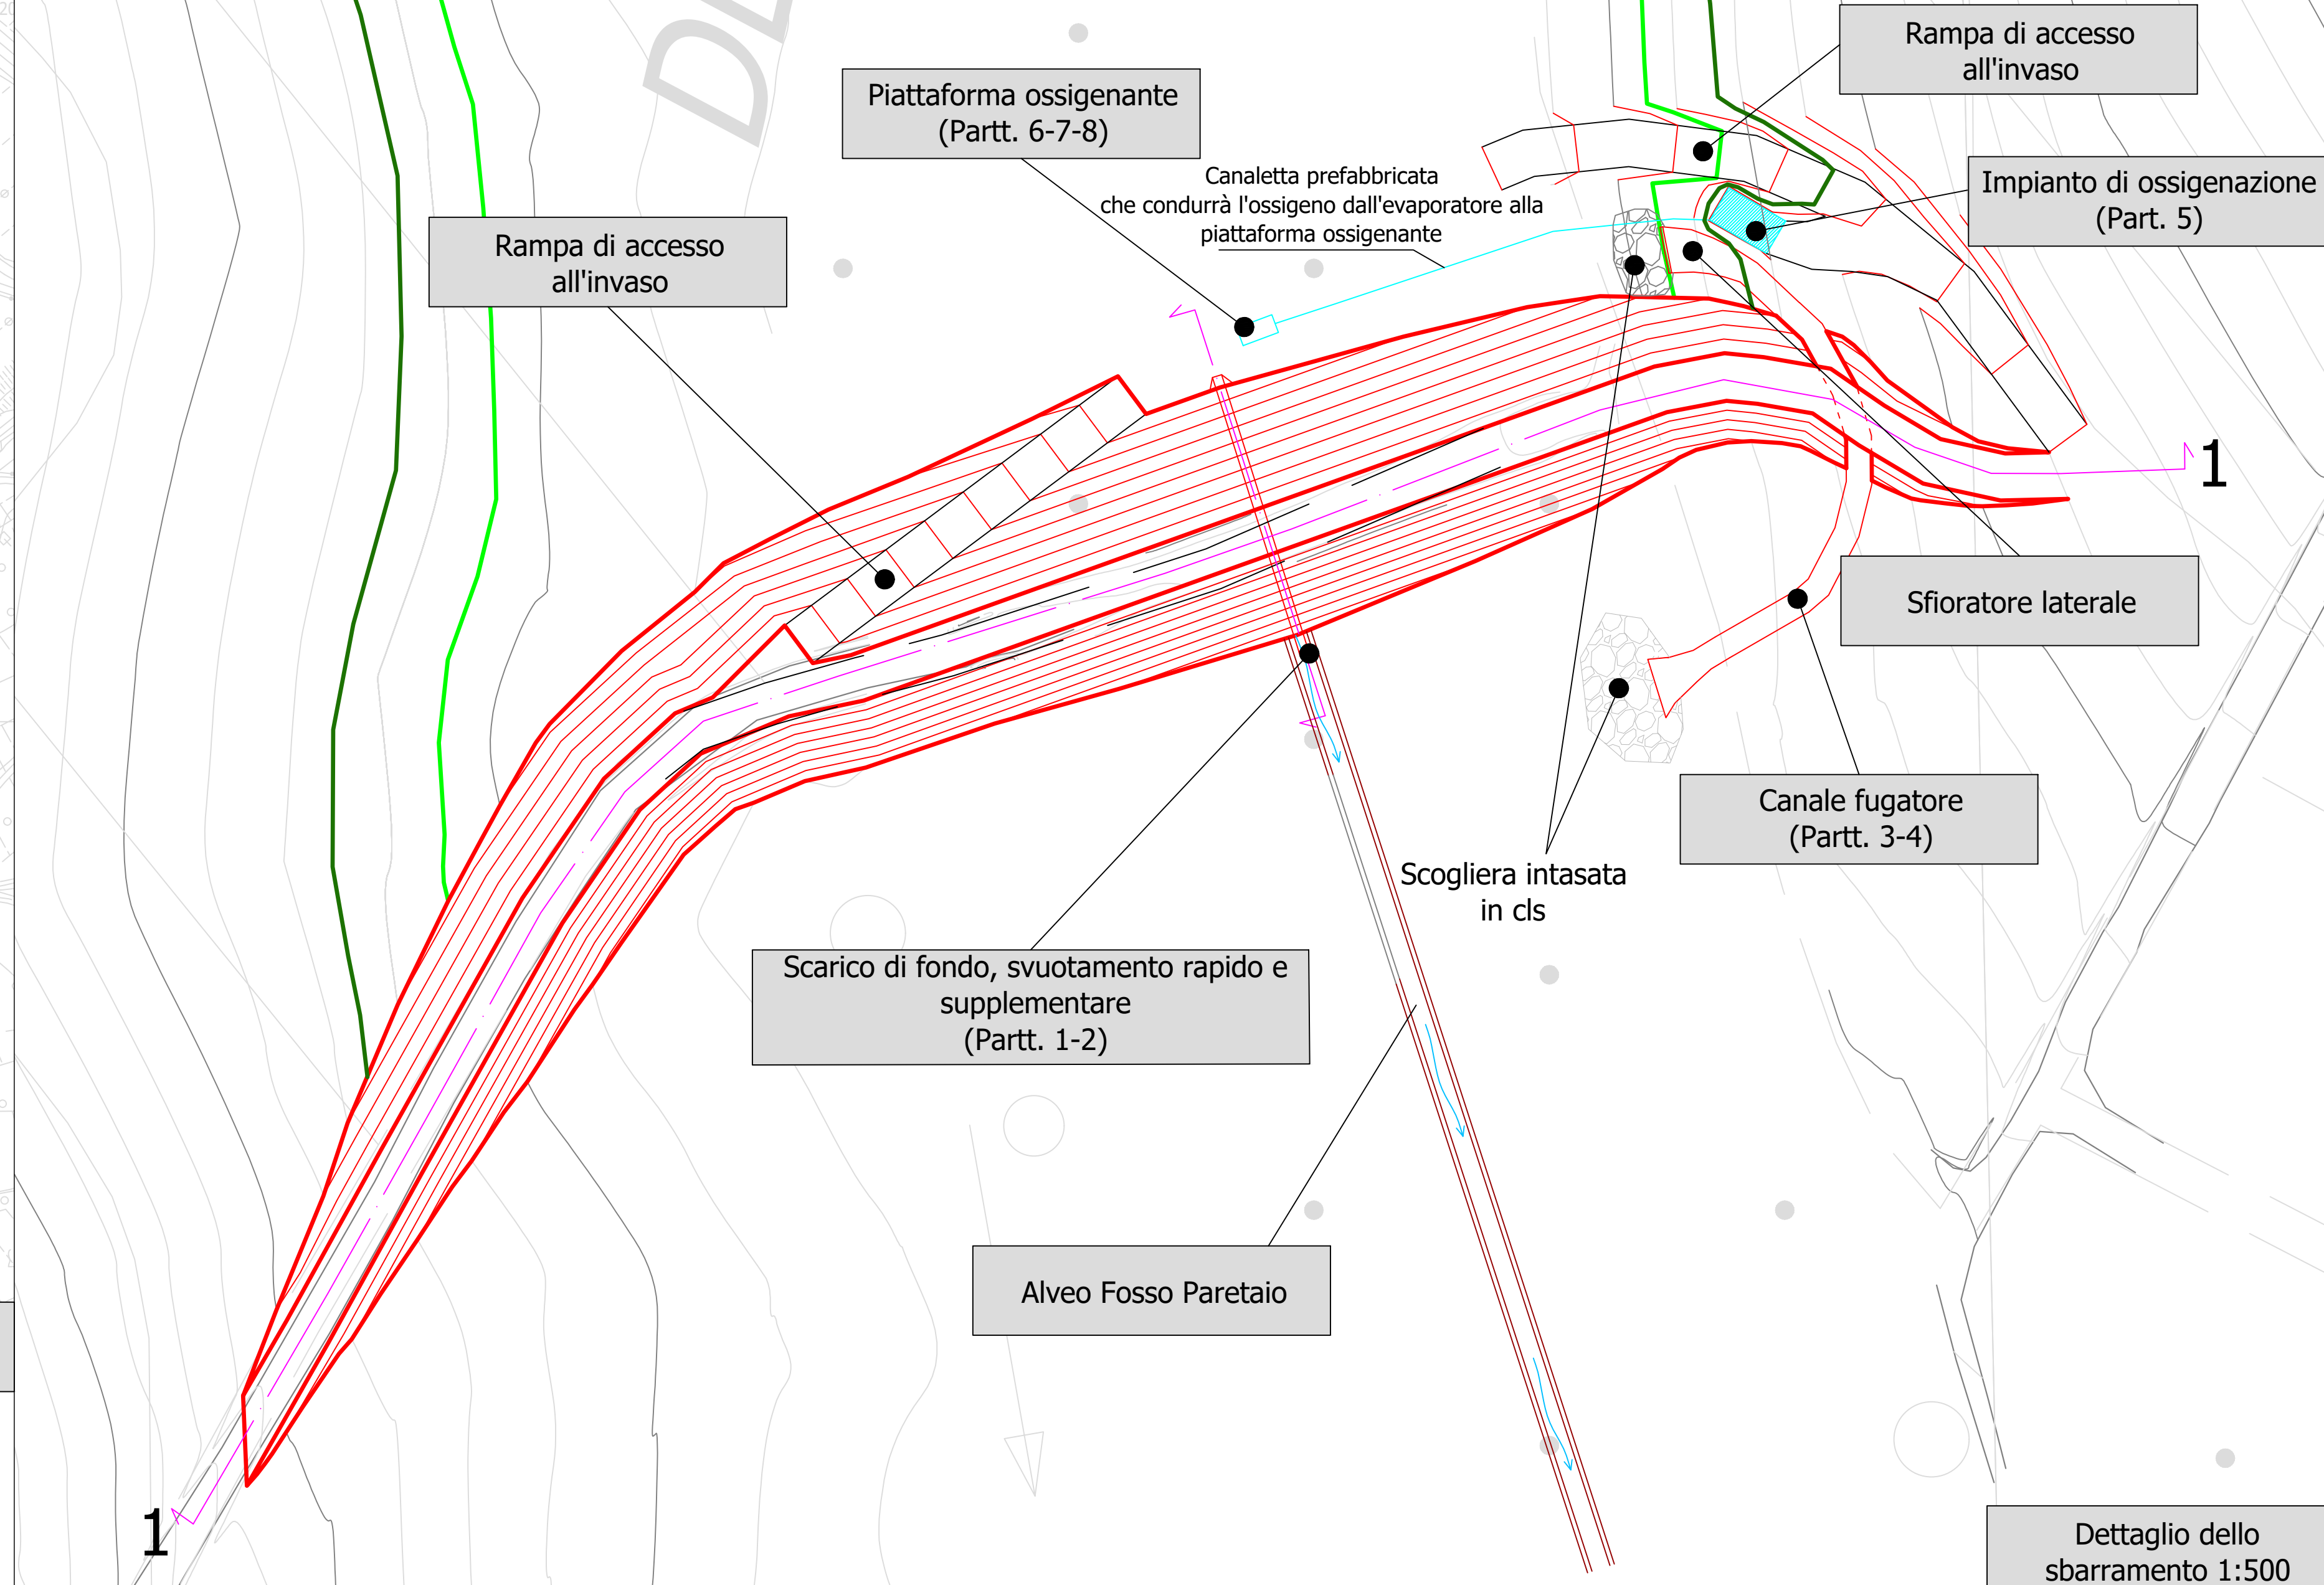 DE
Rampa di accesso
all'invaso
Piattaforma ossigenante
(Partt. 6-7-8)
Canaletta prefabbricata
che condurrà l'ossigeno dall'evaporatore alla
piattaforma ossigenante
Impianto di ossigenazione
(Part. 5)
Rampa di accesso
all'invaso
1
Sfioratore laterale
Canale fugatore
(Partt. 3-4)
Scogliera intasata
in cls
Scarico di fondo, svuotamento rapido e
supplementare
(Partt. 1-2)
Alveo Fosso Paretaio
1
Dettaglio dello
sbarramento 1:500